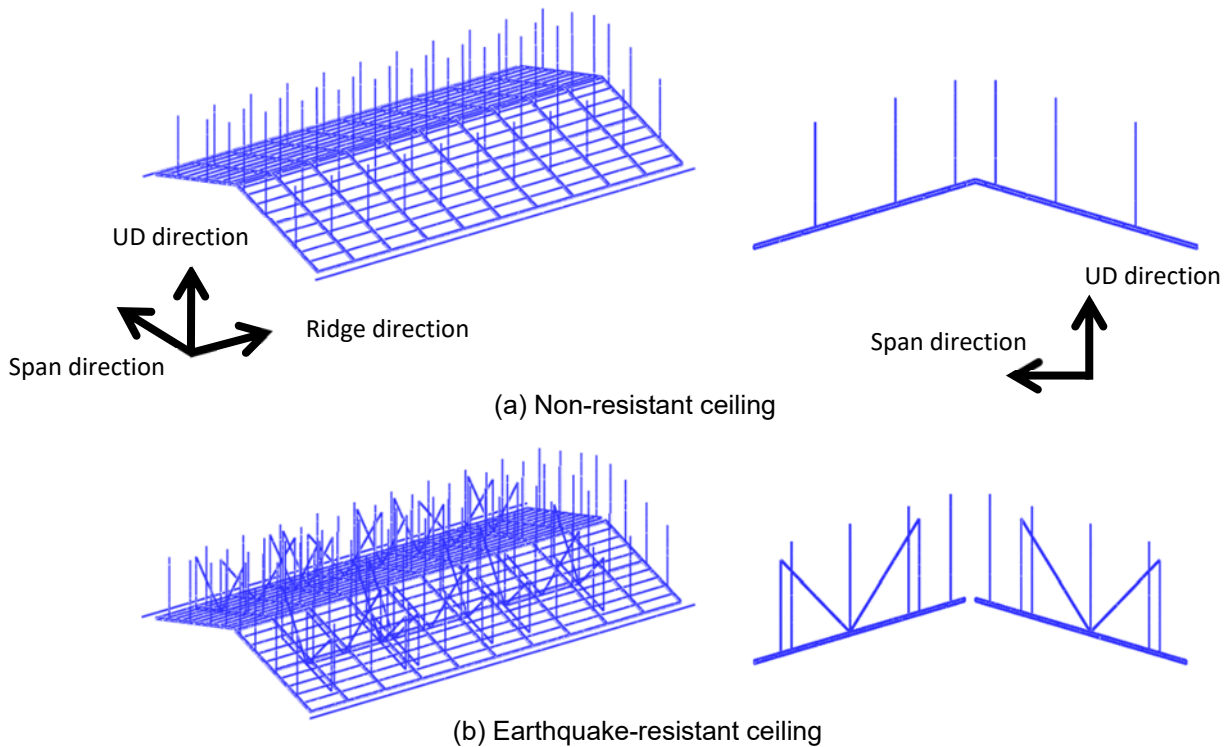 UD direction
Span direction
Ridge direction
UD direction
Span direction
(a) Non-resistant ceiling
(b) Earthquake-resistant ceiling